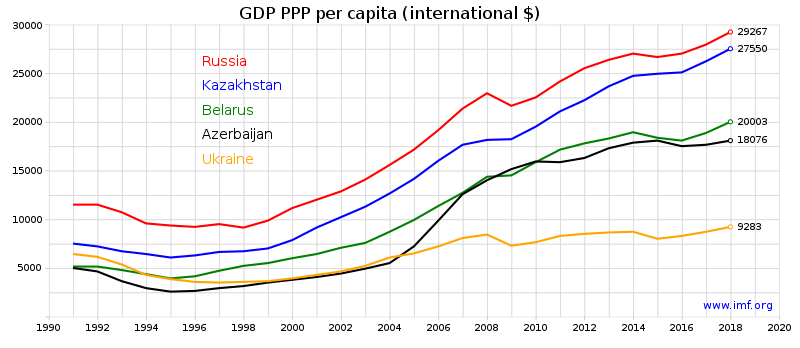 GDP PPP per capita (international $)
30000
25000
20000
15000
10000
5000
Russia
Kazakhstan
Belarus
Azerbaijan
Ukraine
29267
27550
20003
18076
9283
www.imf.org
1990 1992 1994 1996 1998 2000 2002 2004 2006 2008 2010 2012 2014 2016 2018 2020